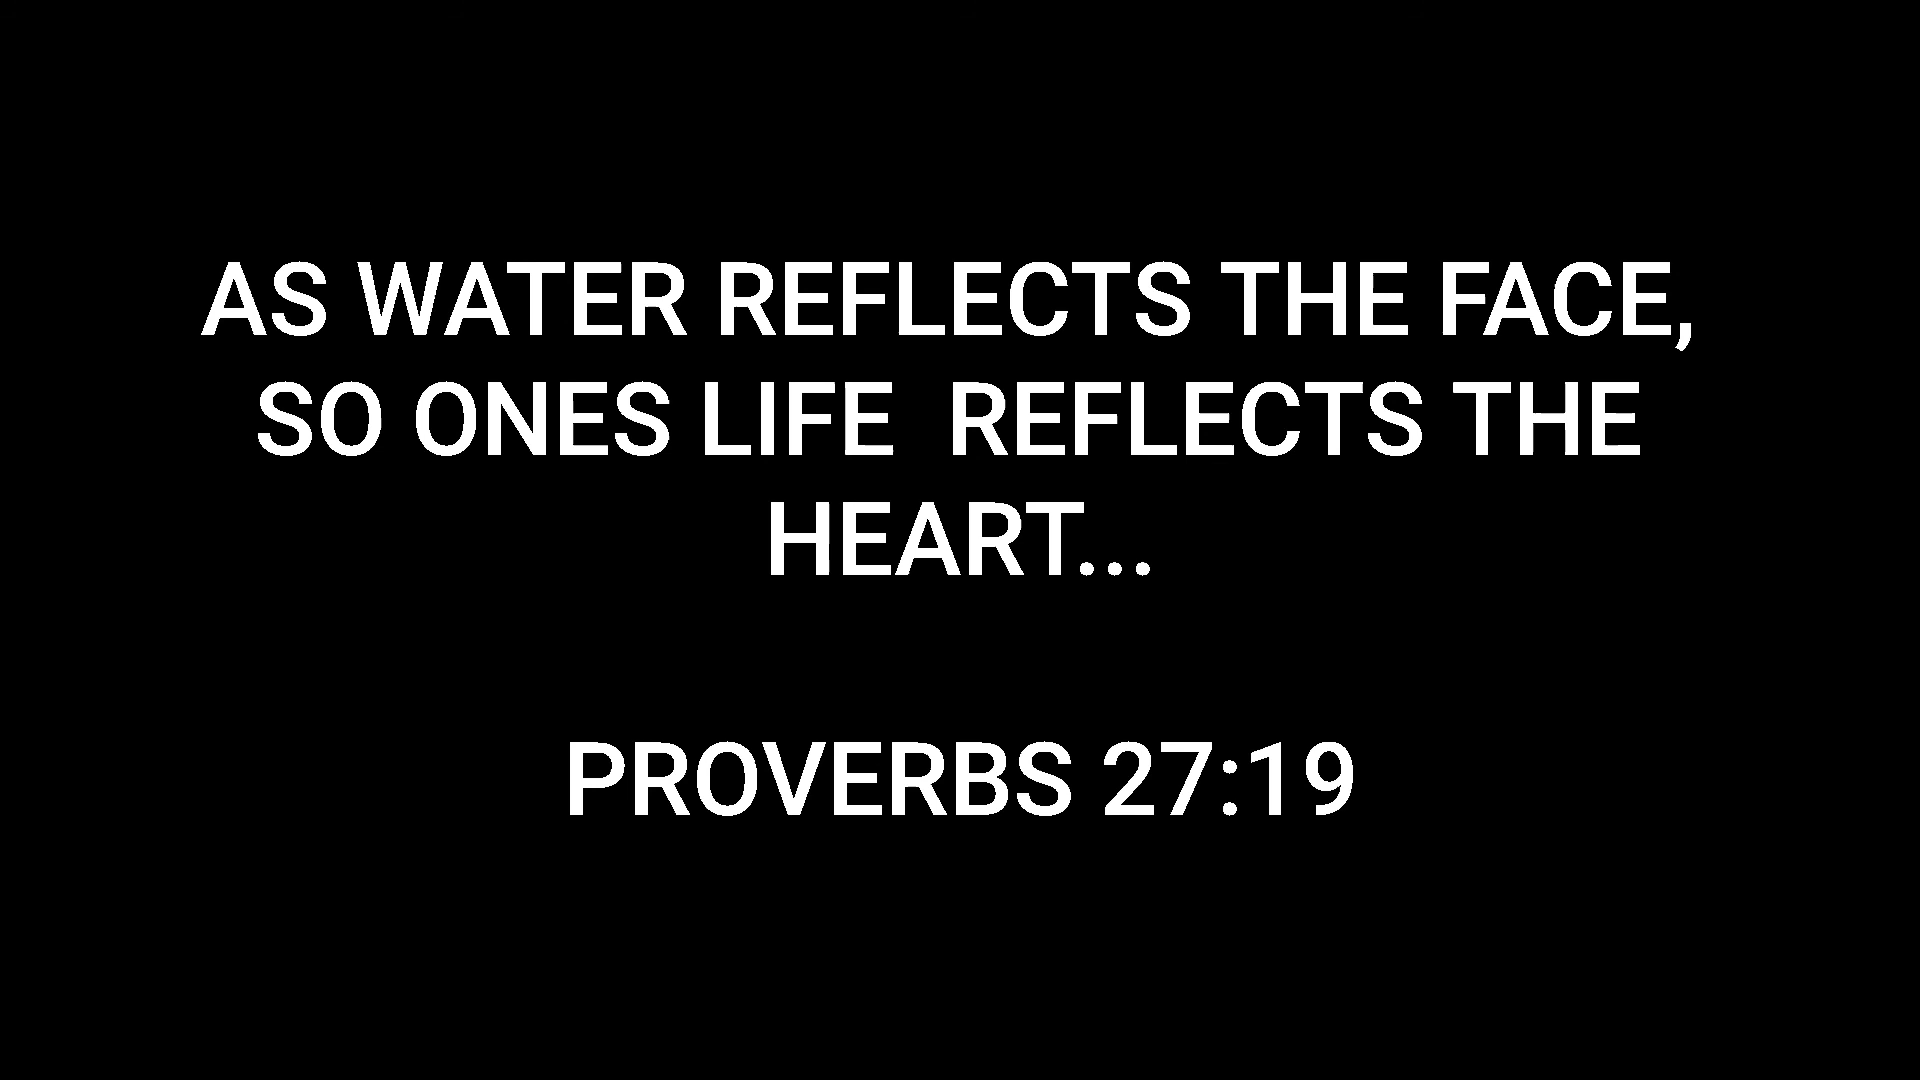 AS WATER REFLECTS THE FACE,
SO ONES LIFE  REFLECTS THE
HEART...
PROVERBS 27:19